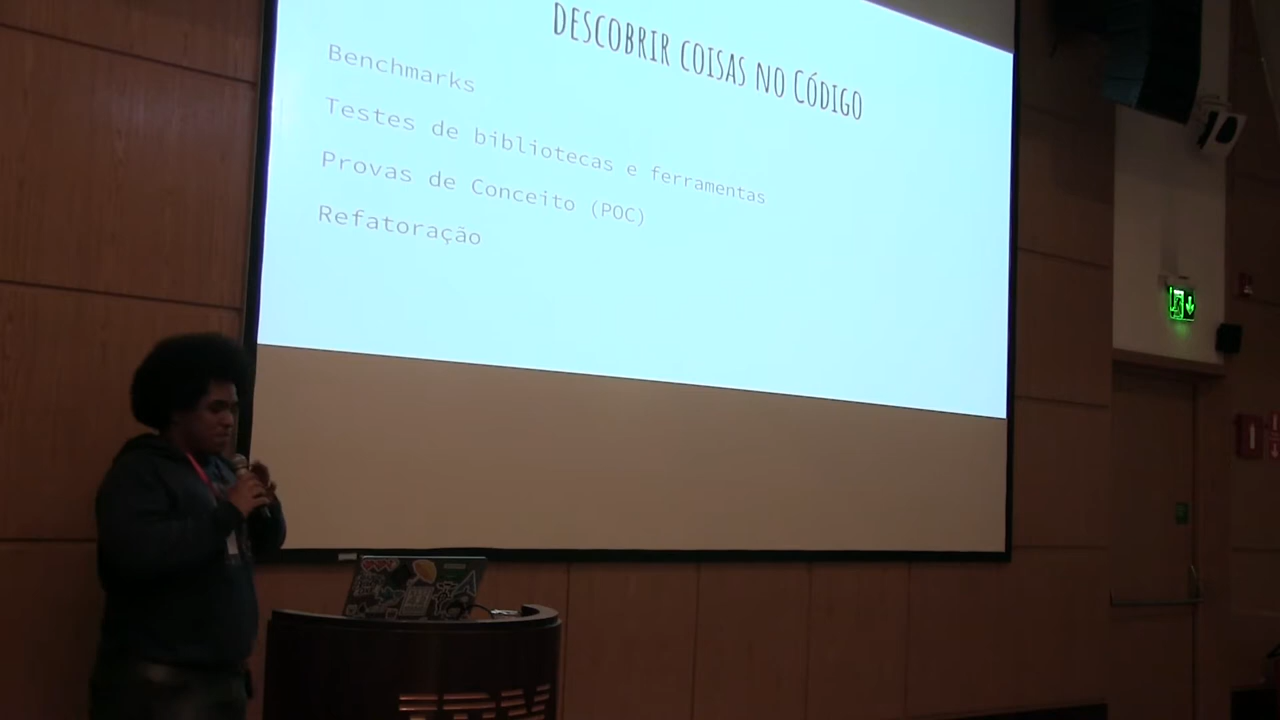 DESCOBRIR COISAS NO CÓDIGO
Benchmarks
Testes de bibliotecas e ferramentas
Provas de Conceito (POC)
Refatoração